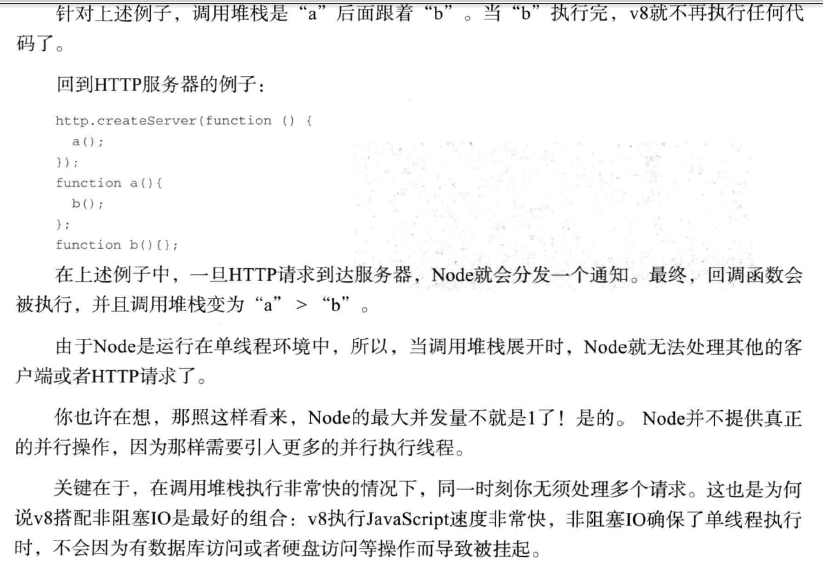 针对上述例子，调用堆栈是“a”后面跟着“b”。当“b”执行完，v8就不再执行任何代
码了。
回到HTTP服务器的例子：
http.createServer(function () {
  a();
});
function a(){
  b();
};
function b(){};
在上述例子中，一旦HTTP请求到达服务器，Node就会分发一个通知。最终，回调函数会
被执行，并且调用堆栈变为“a” > “b”。
由于Node是运行在单线程环境中，所以，当调用堆栈展开时，Node就无法处理其他的客
户端或者HTTP请求了。
你也许在想，那照这样看来，Node的最大并发量不就是1了！是的。 Node并不提供真正
的并行操作，因为那样需要引入更多的并行执行线程。
关键在于，在调用堆栈执行非常快的情况下，同一时刻你无须处理多个请求。这也是为何
说v8搭配非阻塞IO是最好的组合：v8执行JavaScript速度非常快，非阻塞IO确保了单线程执行
时，不会因为有数据库访问或者硬盘访问等操作而导致被挂起。